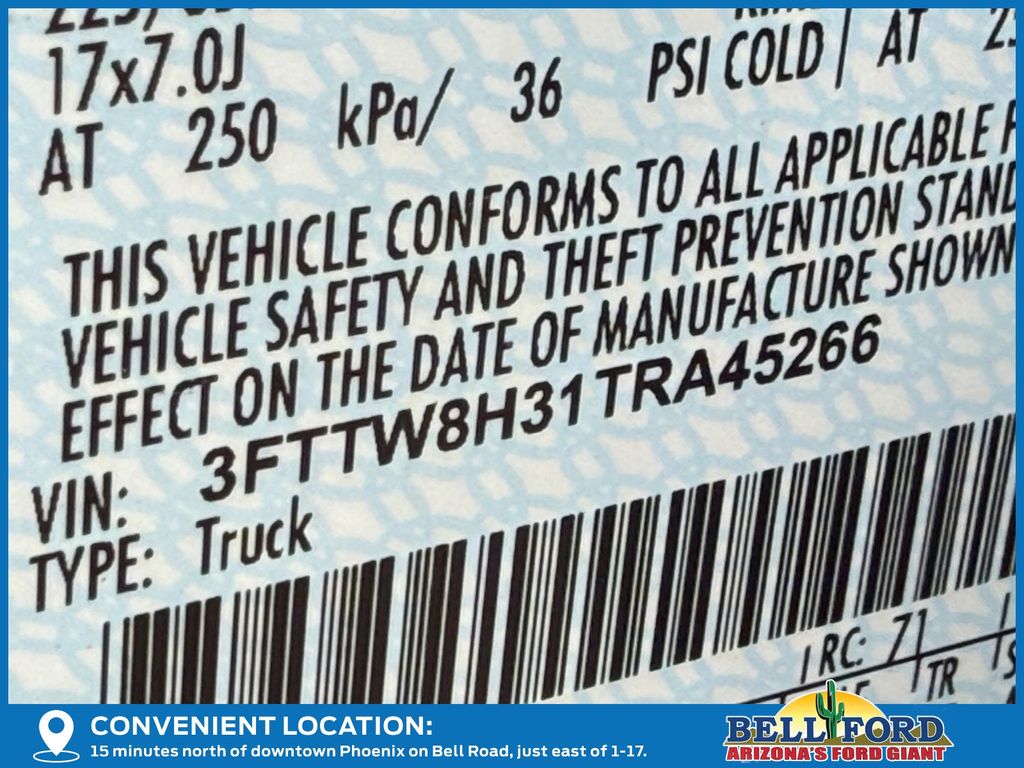 17x7.0J
AT 250 kPa/ 36 PSI COLD AT
THIS VEHICLE CONFORMS TO ALL APPLICABLE
VEHICLE SAFETY AND THEFT PREVENTION
EFFECT ON THE DATE OF MANUFACTURE SHOWN
VIN: 3FTTW8H31TRA45266
TYPE: Truck
RC: 71
TR
CONVENIENT LOCATION:
15 minutes north of downtown Phoenix on Bell Road, just east of 1-17.
BELL FORD
ARIZONA'S FORD GIANT